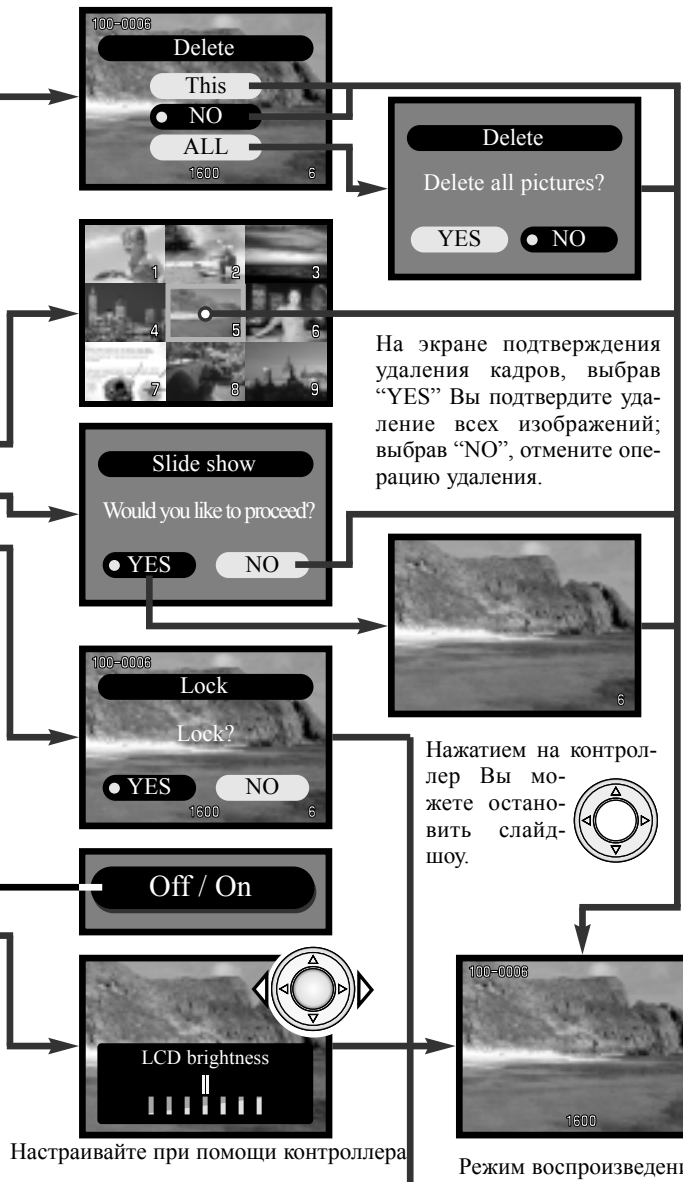 100-0006
Delete
This
NO
ALL
1600 6
Delete
Delete all pictures?
YES NO
1 2 3
4 5 6
7 8 9
На экране подтверждения
удаления кадров, выбрав
“YES” Вы подтвердите уда-
ление всех изображений;
выбрав “NO”, отмените опе-
рацию удаления.
Slide show
Would you like to proceed?
YES NO
6
100-0006
Lock
Lock?
YES NO
1600 6
Нажатием на контрол-
лер Вы мо-
жете остано-
вить слайд-
шоу.
Off / On
LCD brightness
Настраивайте при помощи контроллера
100-0006
1600
Режим воспроизведени